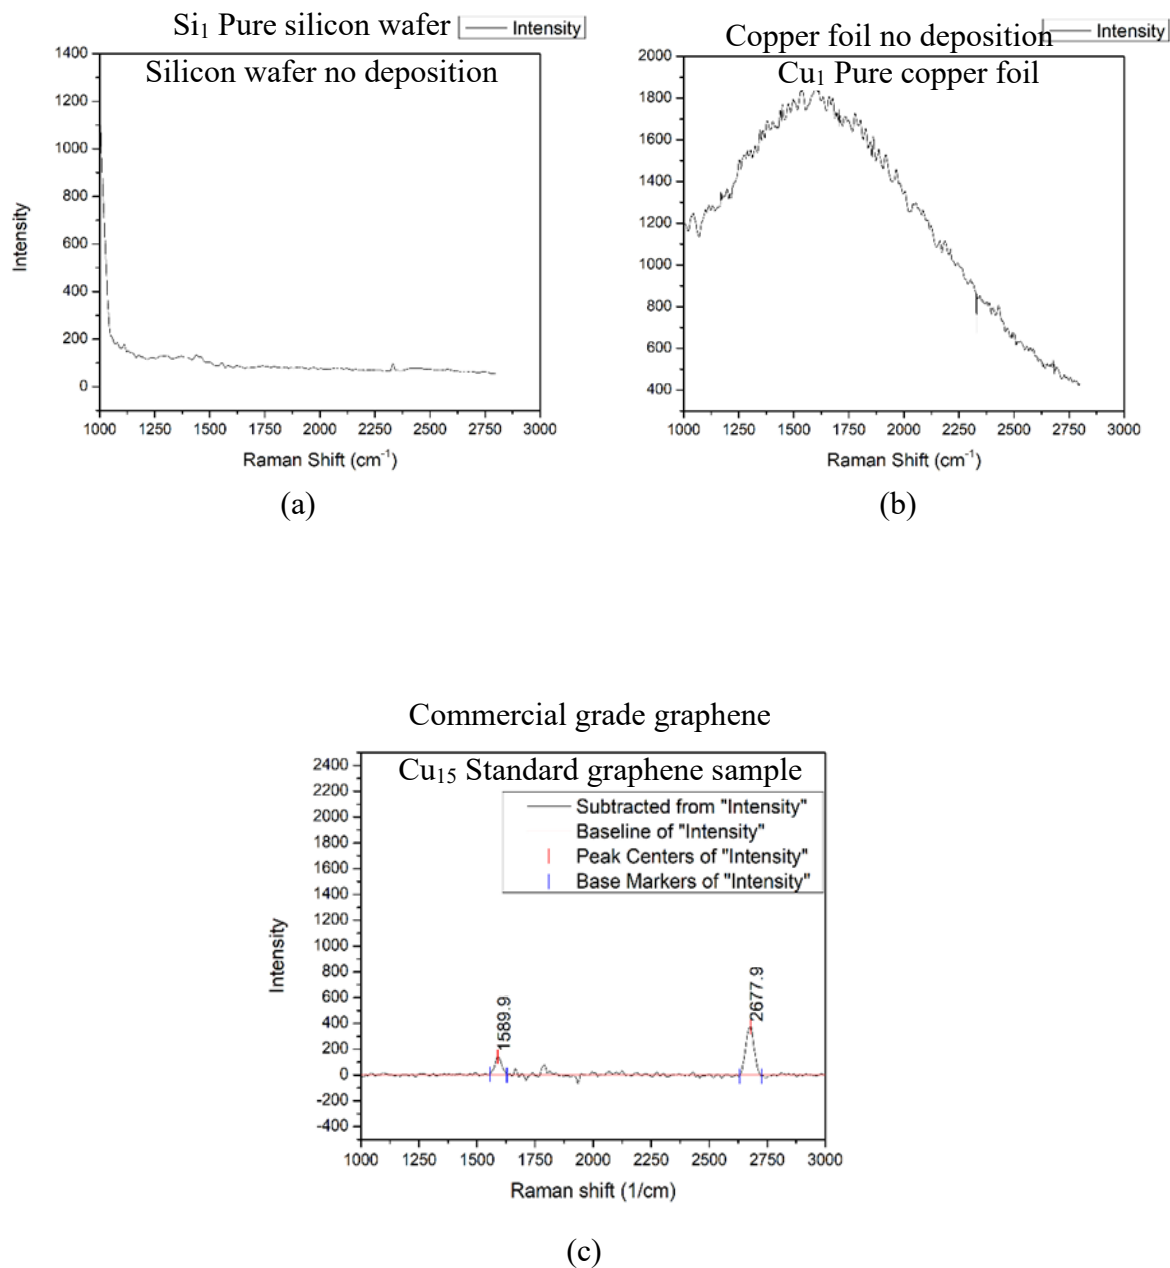 Si₁ Pure silicon wafer
Intensity
Silicon wafer no deposition
1400
1200
1000
800
600
400
200
0
Intensity
1000 1250 1500 1750 2000 2250 2500 2750 3000
Raman Shift (cm⁻¹)
(a)
Copper foil no deposition
Intensity
Cu₁ Pure copper foil
2000
1800
1600
1400
1200
1000
800
600
400
1000 1250 1500 1750 2000 2250 2500 2750 3000
Raman Shift (cm⁻¹)
(b)
Commercial grade graphene
Cu₁₅ Standard graphene sample
Subtracted from "Intensity"
Baseline of "Intensity"
Peak Centers of "Intensity"
Base Markers of "Intensity"
2400
2200
2000
1800
1600
1400
1200
1000
800
600
400
200
0
-200
-400
Intensity
1589.9
2677.9
1000 1250 1500 1750 2000 2250 2500 2750 3000
Raman shift (1/cm)
(c)